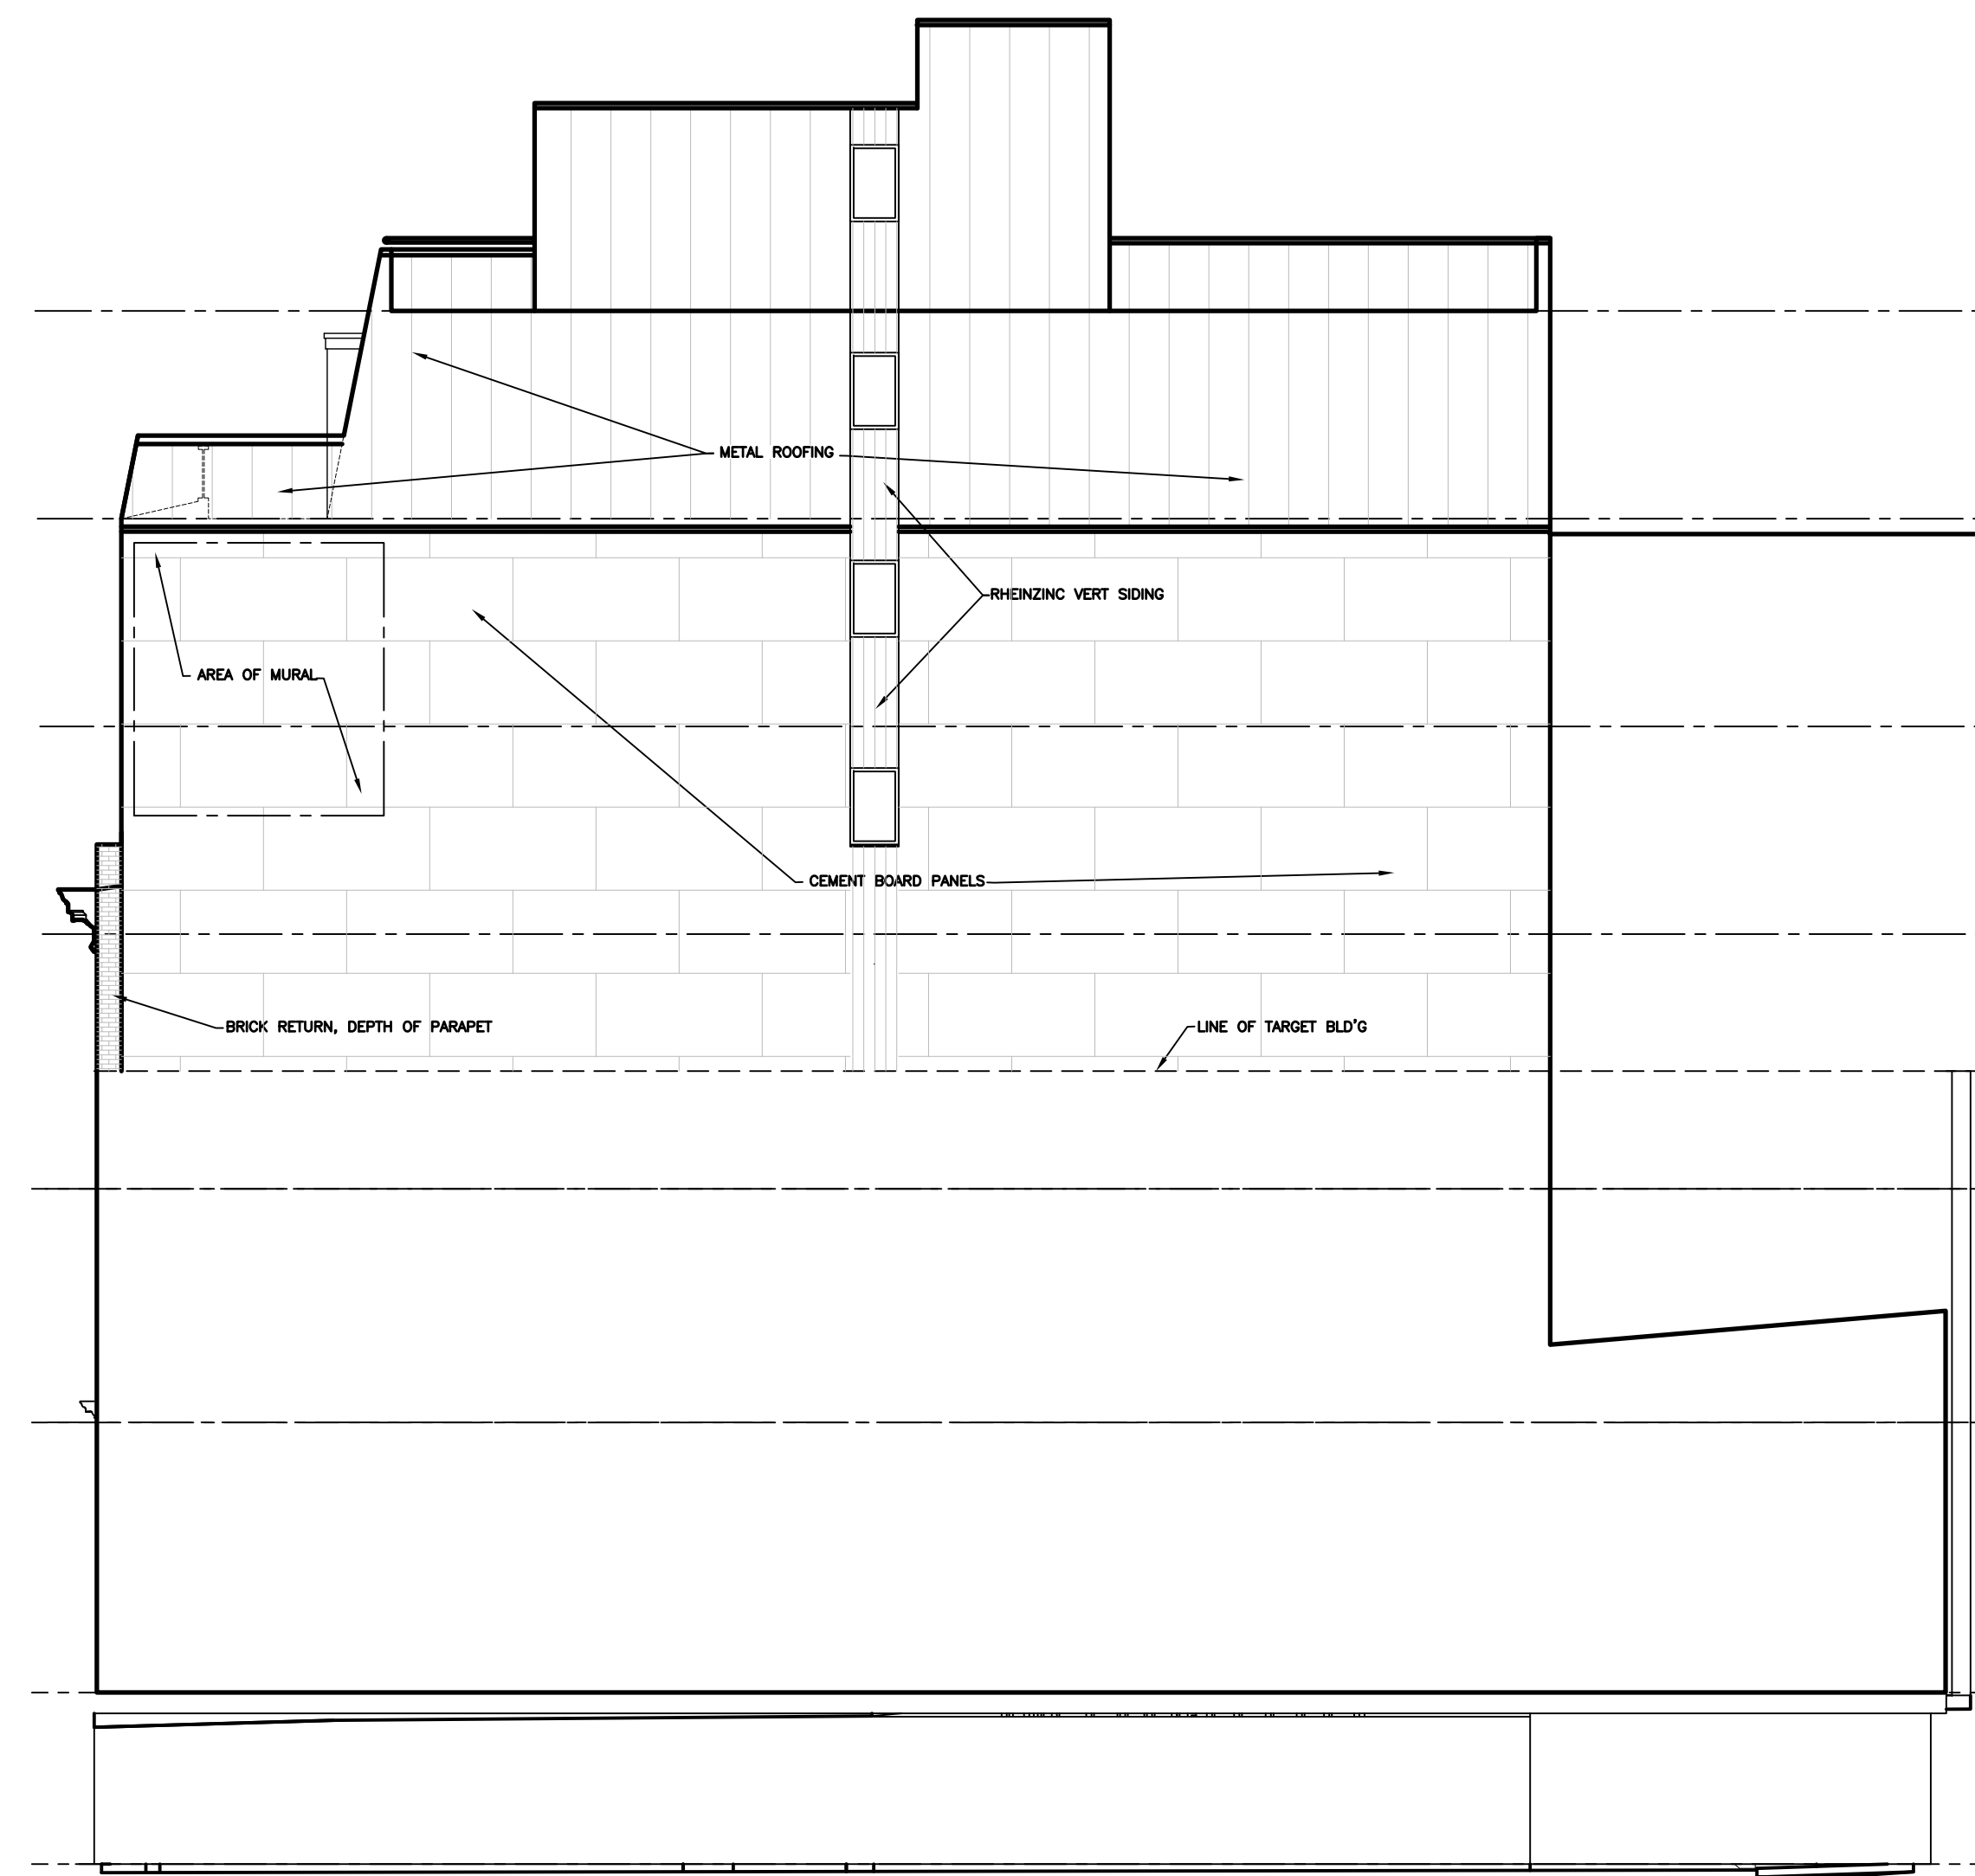 METAL ROOFING
RHEINZINC VERT SIDING
AREA OF MURAL
CEMENT BOARD PANELS
BRICK RETURN, DEPTH OF PARAPET
LINE OF TARGET BLD'G